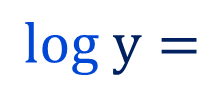 log y =